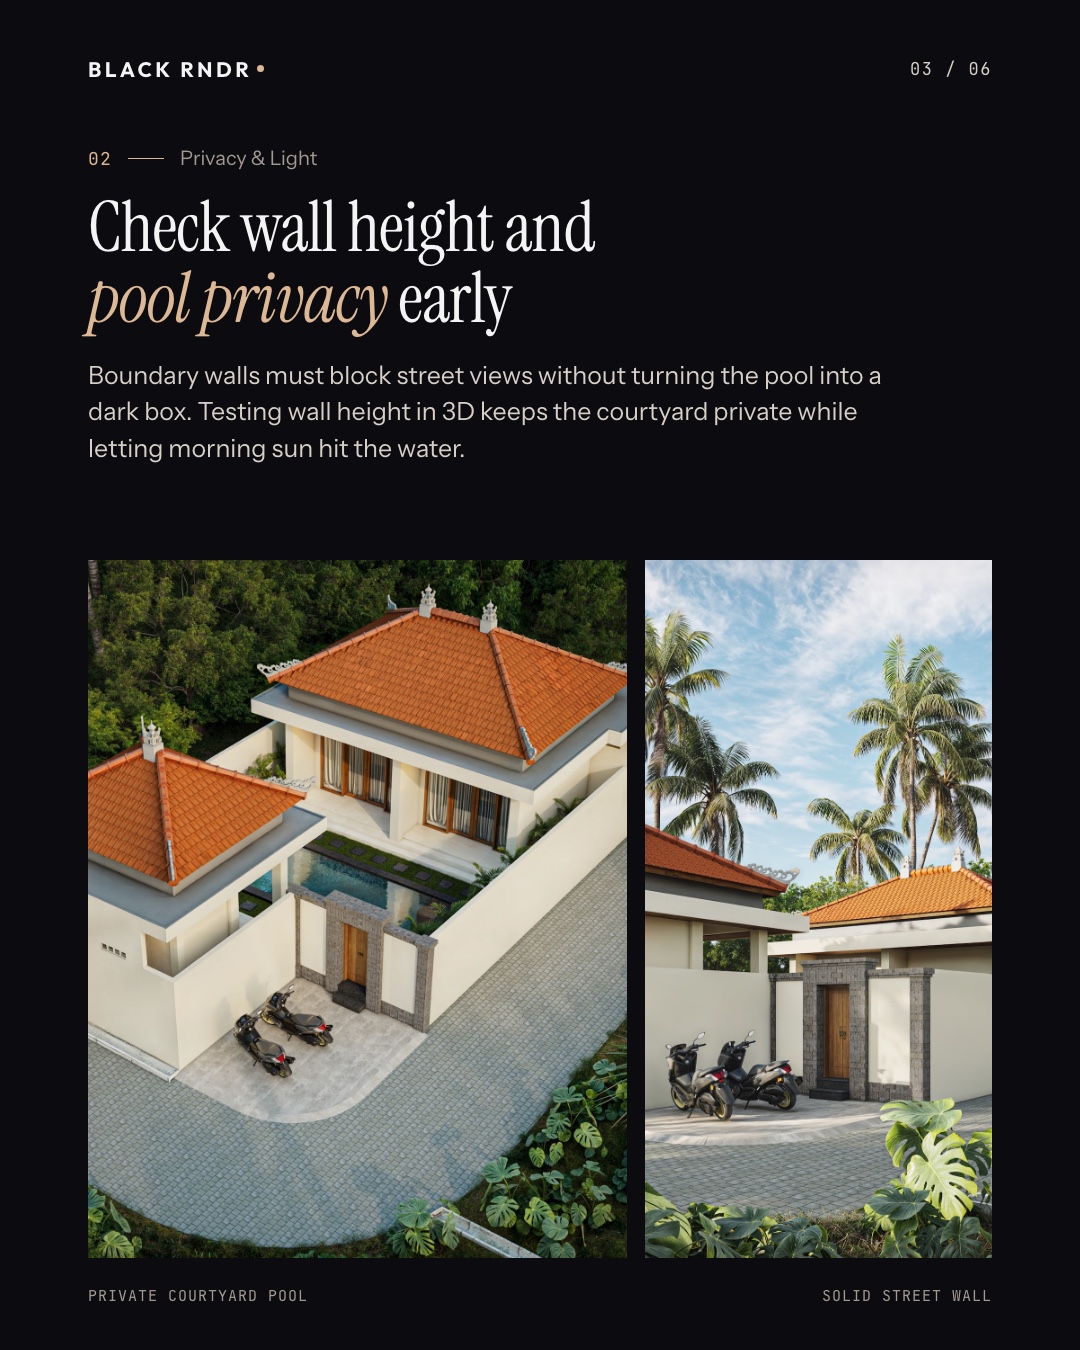 BLACK RNDR
03 / 06
02 — Privacy & Light
Check wall height and
pool privacy early
Boundary walls must block street views without turning the pool into a
dark box. Testing wall height in 3D keeps the courtyard private while
letting morning sun hit the water.
PRIVATE COURTYARD POOL
SOLID STREET WALL